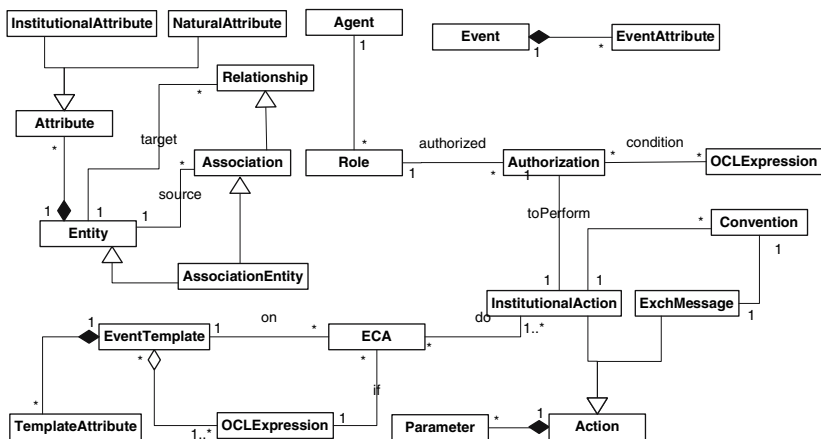 InstitutionalAttribute NaturalAttribute Agent Event EventAttribute
1 * 1
Relationship
*
Attribute
* target authorized condition
Association Role Authorization OCLExpression
* * 1 * 1 * *
source toPerform
1 1 1 Convention
Entity *
1
AssociationEntity 1 1
InstitutionalAction ExchMessage
on do 1..* 1
1 EventTemplate 1 * ECA *
* * if
* 1..* OCLExpression 1 Parameter * 1 Action
TemplateAttribute